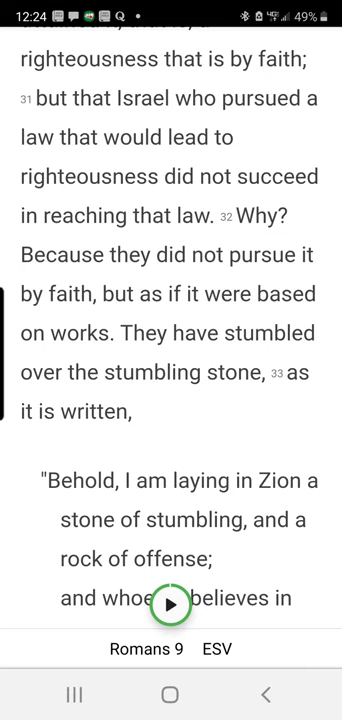 12:24 Q 49%
righteousness that is by faith;
31 but that Israel who pursued a
law that would lead to
righteousness did not succeed
in reaching that law. 32 Why?
Because they did not pursue it
by faith, but as if it were based
on works. They have stumbled
over the stumbling stone, 33 as
it is written,
"Behold, I am laying in Zion a
stone of stumbling, and a
rock of offense;
and believes in
Romans 9 ESV